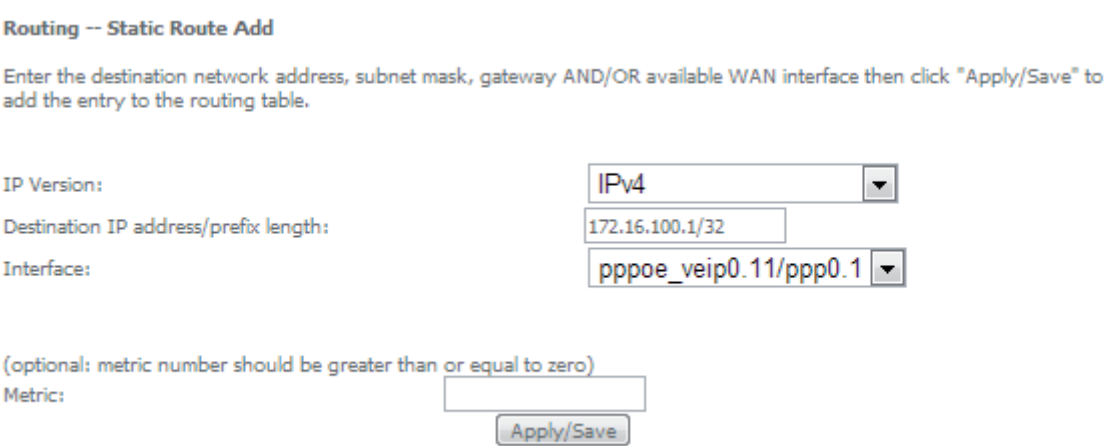 Routing -- Static Route Add
Enter the destination network address, subnet mask, gateway AND/OR available WAN interface then click "Apply/Save" to
add the entry to the routing table.
IP Version: IPv4
Destination IP address/prefix length: 172.16.100.1/32
Interface: pppoe_veip0.11/ppp0.1
(optional: metric number should be greater than or equal to zero)
Metric:
Apply/Save